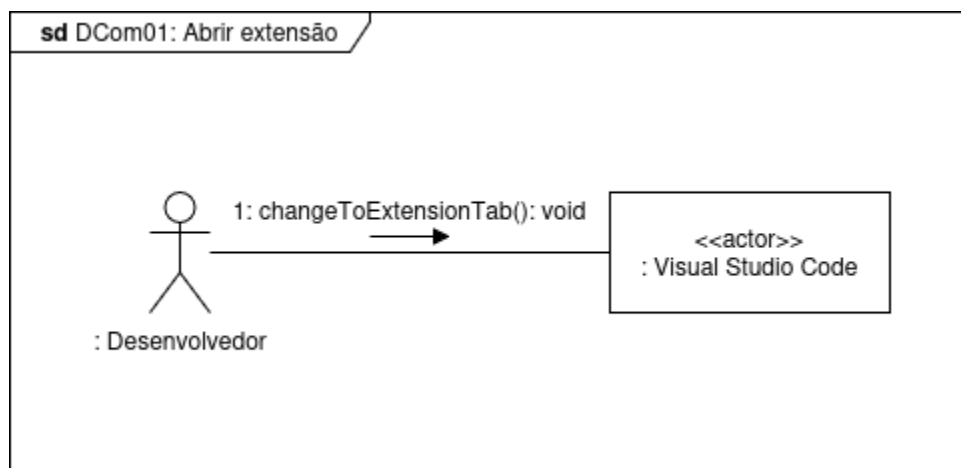 sd DCom01: Abrir extensão
1: changeToExtensionTab(): void
<<actor>>
: Visual Studio Code
: Desenvolvedor